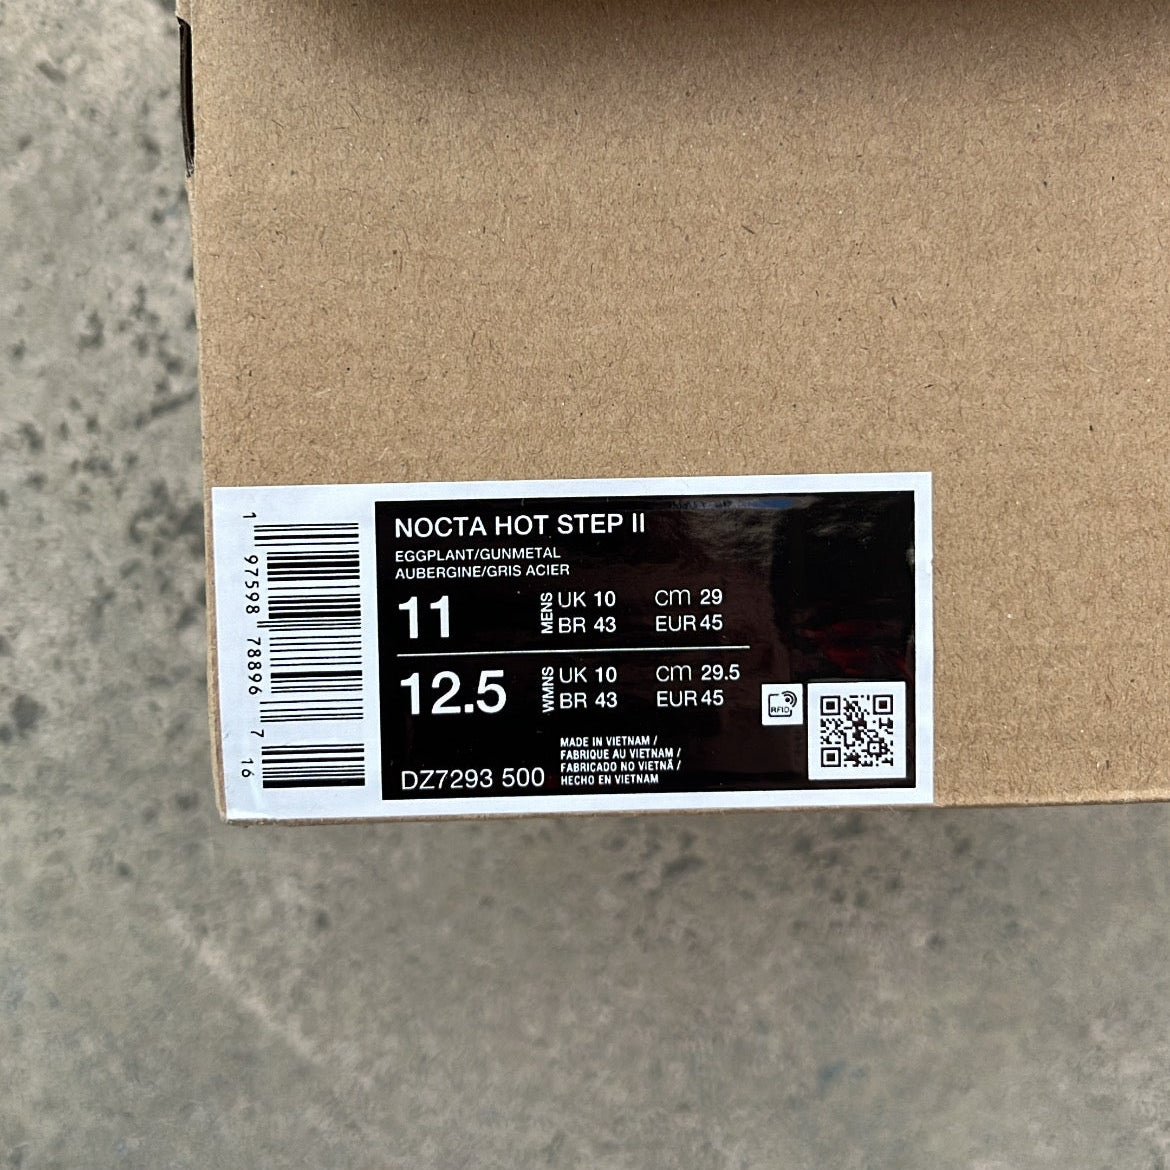 NOCTA HOT STEP II
EGGPLANT/GUNMETAL
AUBERGINE/GRIS ACIER
11 MENS UK 10 cm 29
BR 43 EUR 45
12.5 WMNS UK 10 cm 29.5
BR 43 EUR 45
RFID
MADE IN VIETNAM /
FABRIQUE AU VIETNAM /
FABRICADO NO VIETNÃ /
HECHO EN VIETNAM
DZ7293 500
1 97598 78896 7 16